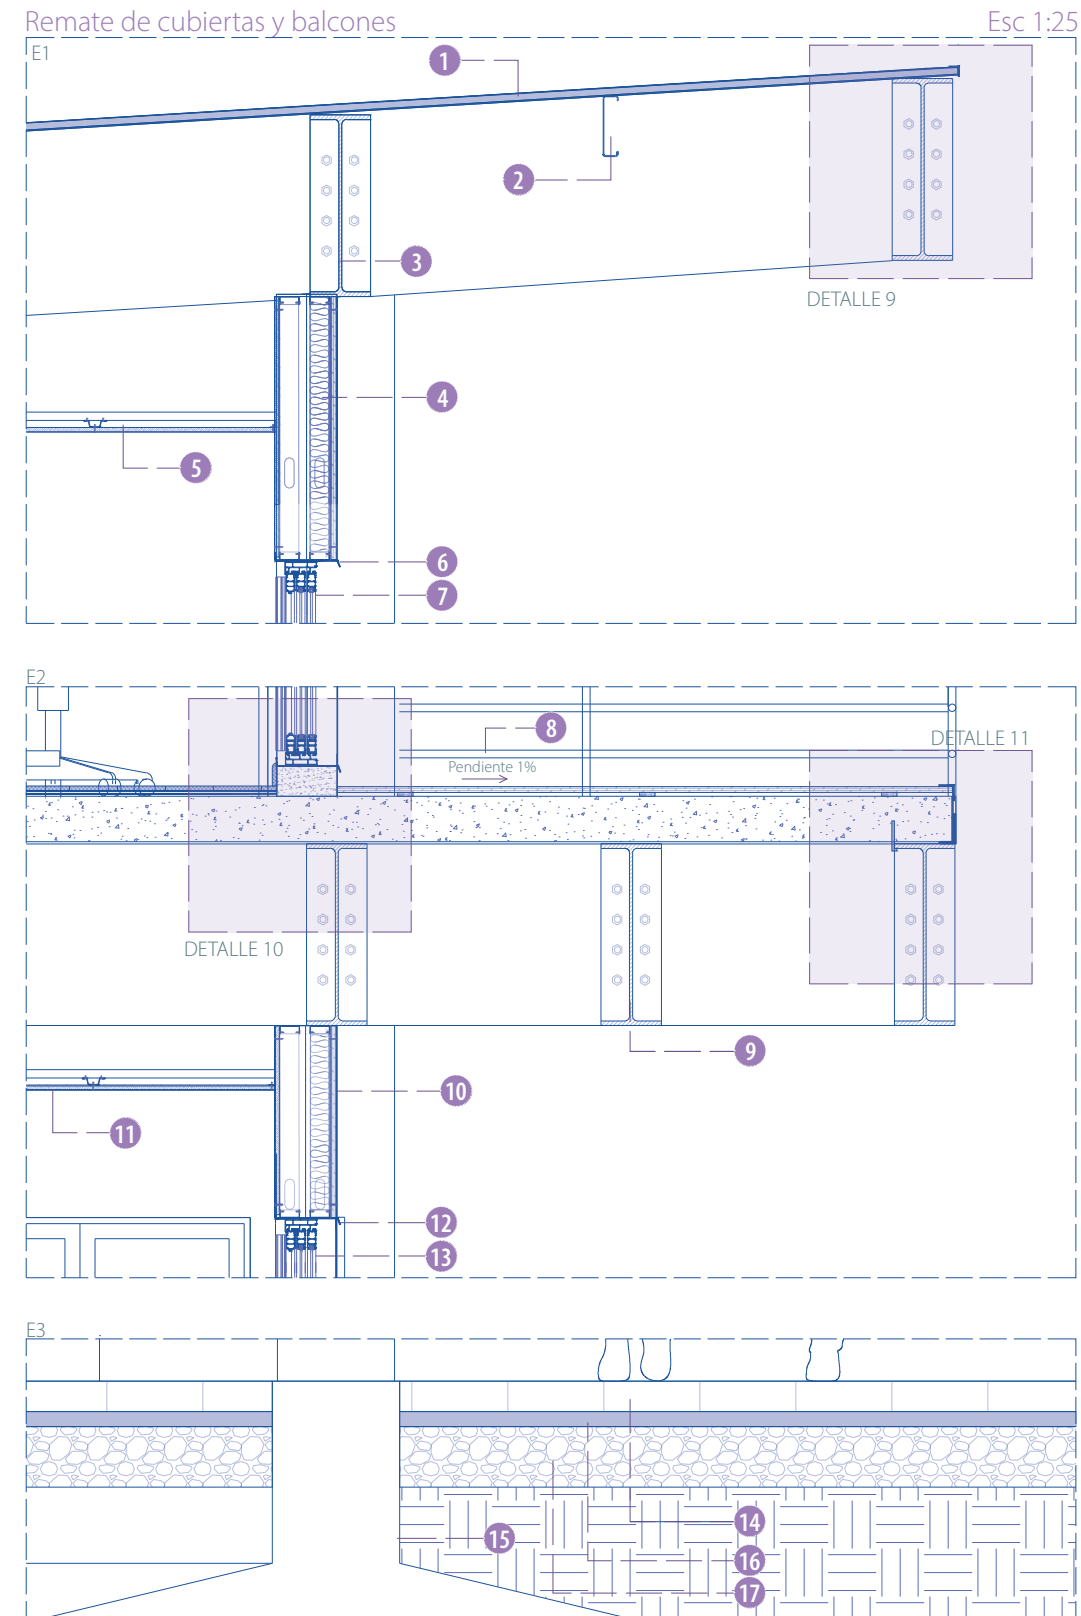 Remate de cubiertas y balcones
Esc 1:25
E1
1
2
3
DETALLE 9
4
5
6
7
E2
8
DETALLE 11
Pendiente 1%
DETALLE 10
9
10
11
12
13
E3
14
15
16
17